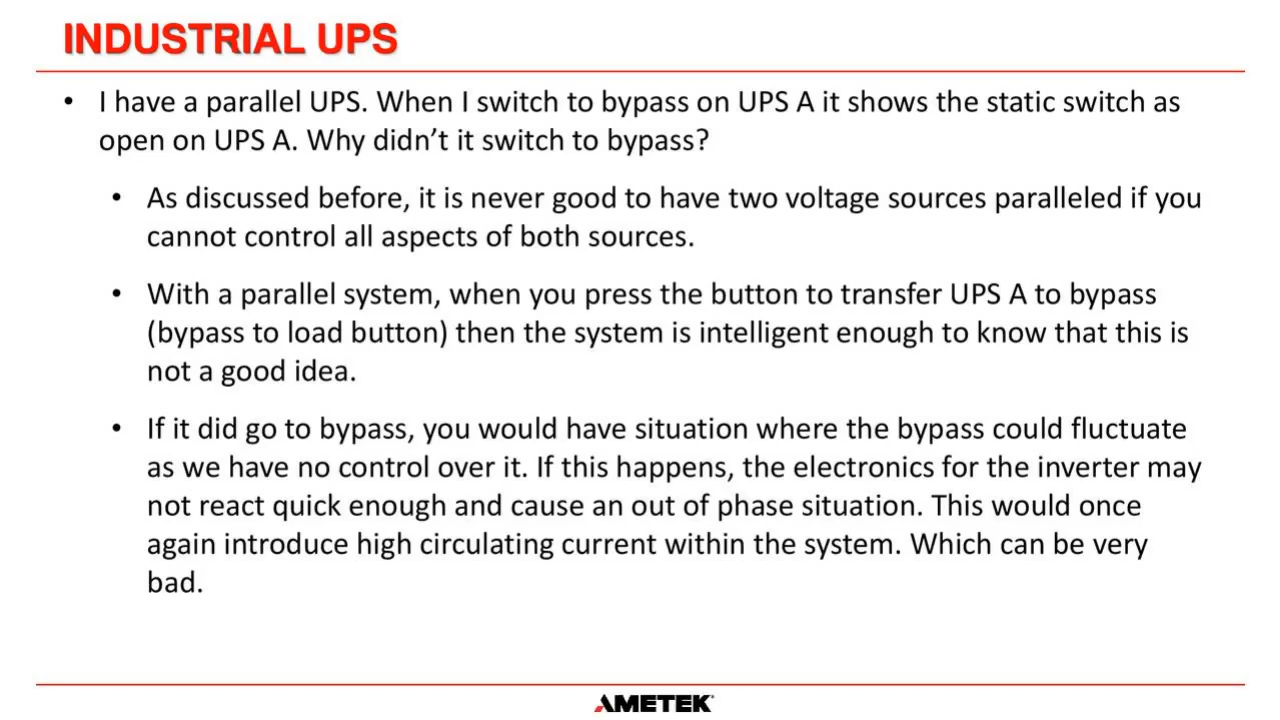 INDUSTRIAL UPS
• I have a parallel UPS. When I switch to bypass on UPS A it shows the static switch as
open on UPS A. Why didn’t it switch to bypass?
• As discussed before, it is never good to have two voltage sources paralleled if you
cannot control all aspects of both sources.
• With a parallel system, when you press the button to transfer UPS A to bypass
(bypass to load button) then the system is intelligent enough to know that this is
not a good idea.
• If it did go to bypass, you would have situation where the bypass could fluctuate
as we have no control over it. If this happens, the electronics for the inverter may
not react quick enough and cause an out of phase situation. This would once
again introduce high circulating current within the system. Which can be very
bad.
AMETEK